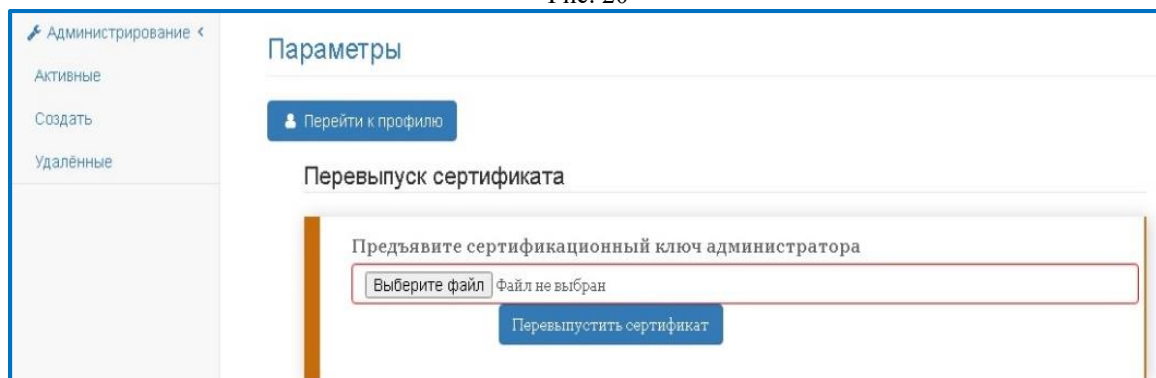 Администрирование
Параметры
Активные
Создать
Перейти к профилю
Удалённые
Перевыпуск сертификата
Предъявите сертификационный ключ администратора
Выберите файл Файл не выбран
Перевыпустить сертификат